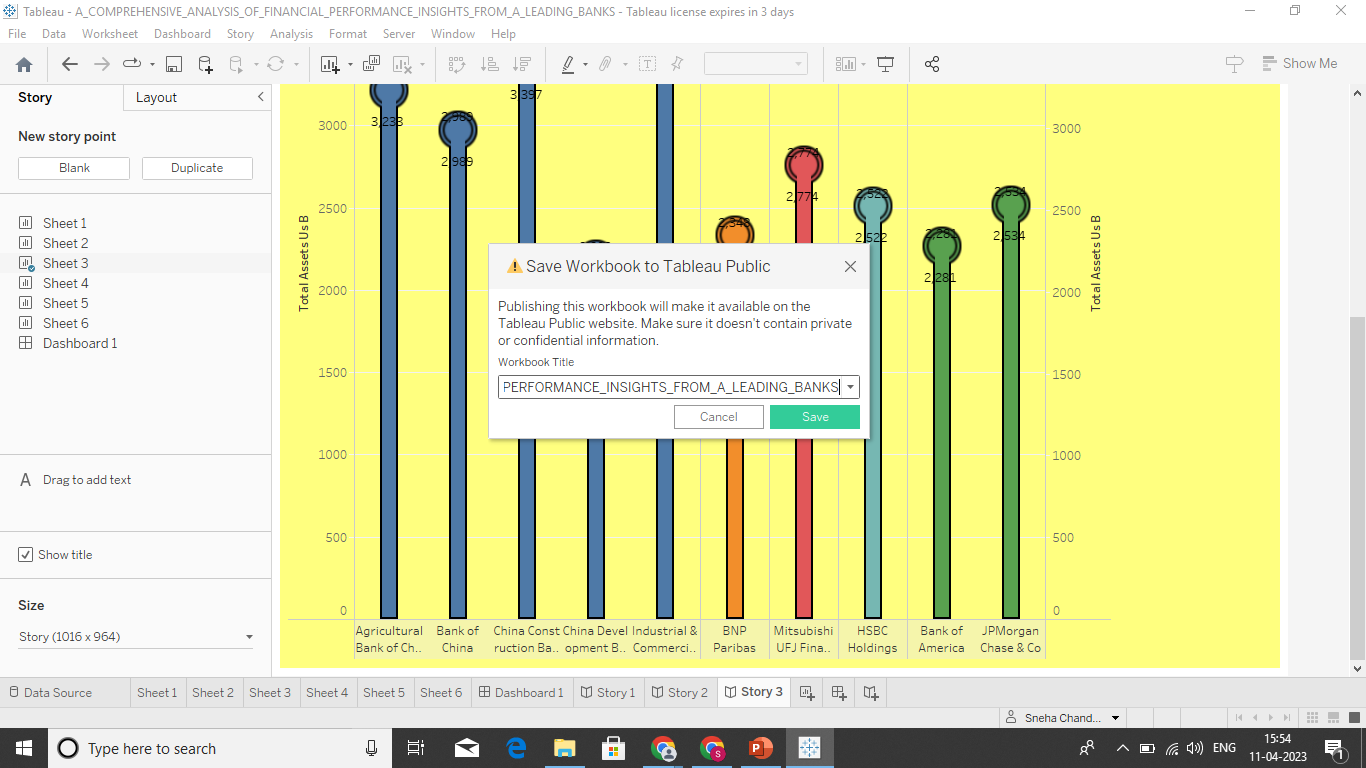 Tableau - A_COMPREHENSIVE_ANALYSIS_OF_FINANCIAL_PERFORMANCE_INSIGHTS_FROM_A_LEADING_BANKS - Tableau license expires in 3 days
File Data Worksheet Dashboard Story Analysis Format Server Window Help
Show Me
Story Layout
New story point
Blank Duplicate
Sheet 1
Sheet 2
Sheet 3
Sheet 4
Sheet 5
Sheet 6
Dashboard 1
A Drag to add text
Show title
Size
Story (1016 x 964)
Total Assets Us B
3000
2500
2000
1500
1000
500
0
3,233
2,989
2,989
3,397
2,348
2,774
2,774
2,522
2,522
2,281
2,281
2,534
2,534
3000
2500
2000
1500
1000
500
0
Total Assets Us B
Save Workbook to Tableau Public
Publishing this workbook will make it available on the
Tableau Public website. Make sure it doesn't contain private
or confidential information.
Workbook Title
PERFORMANCE_INSIGHTS_FROM_A_LEADING_BANKS
Cancel Save
Agricultural Bank of China Const China Devel Industrial & BNP Mitsubishi HSBC Bank of JPMorgan
Bank of Ch.. China ruction Ba.. opment B.. Commerci.. Paribas UFJ Fina.. Holdings America Chase & Co
Data Source Sheet 1 Sheet 2 Sheet 3 Sheet 4 Sheet 5 Sheet 6 Dashboard 1 Story 1 Story 2 Story 3
Sneha Chand...
Type here to search
ENG
15:54
11-04-2023
1